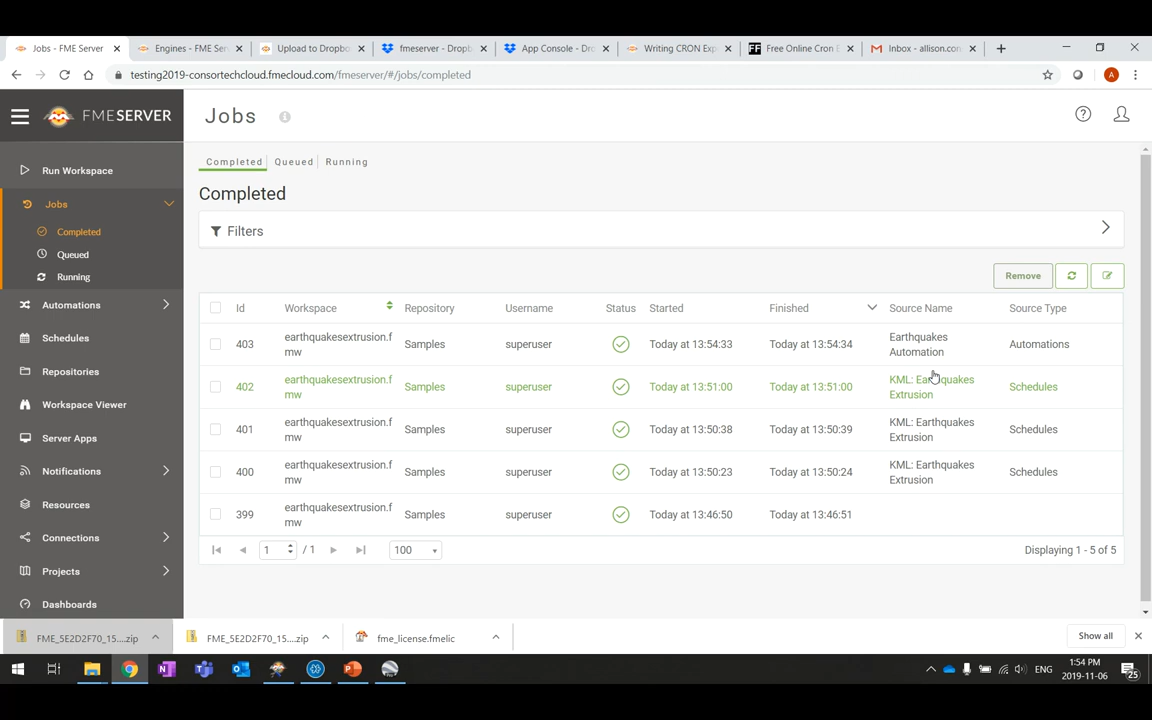 Jobs - FME Server
Engines - FME Ser
Upload to Dropbo
fmeserver - Dropb
App Console - Dro
Writing CRON Exp
Free Online Cron E
Inbox - allison.con
testing2019-consortechcloud.fmecloud.com/fmeserver/#/jobs/completed
A
FMESERVER
Jobs
Run Workspace
Jobs
Completed
Queued
Running
Automations
Schedules
Repositories
Workspace Viewer
Server Apps
Notifications
Resources
Connections
Projects
Dashboards
Completed
Queued
Running
Completed
Filters
Remove
Id Workspace Repository Username Status Started Finished Source Name Source Type
403 earthquakesextrusion.f Samples superuser Today at 13:54:33 Today at 13:54:34 Earthquakes Automations
mw Automation
402 earthquakesextrusion.f Samples superuser Today at 13:51:00 Today at 13:51:00 KML: Earthquakes Schedules
mw Extrusion
401 earthquakesextrusion.f Samples superuser Today at 13:50:38 Today at 13:50:39 KML: Earthquakes Schedules
mw Extrusion
400 earthquakesextrusion.f Samples superuser Today at 13:50:23 Today at 13:50:24 KML: Earthquakes Schedules
mw Extrusion
399 earthquakesextrusion.f Samples superuser Today at 13:46:50 Today at 13:46:51
mw
1 / 1 100 Displaying 1 - 5 of 5
FME_5E2D2F70_15....zip
FME_5E2D2F70_15....zip
fme_license.fmelic
Show all
ENG
1:54 PM
2019-11-06
25